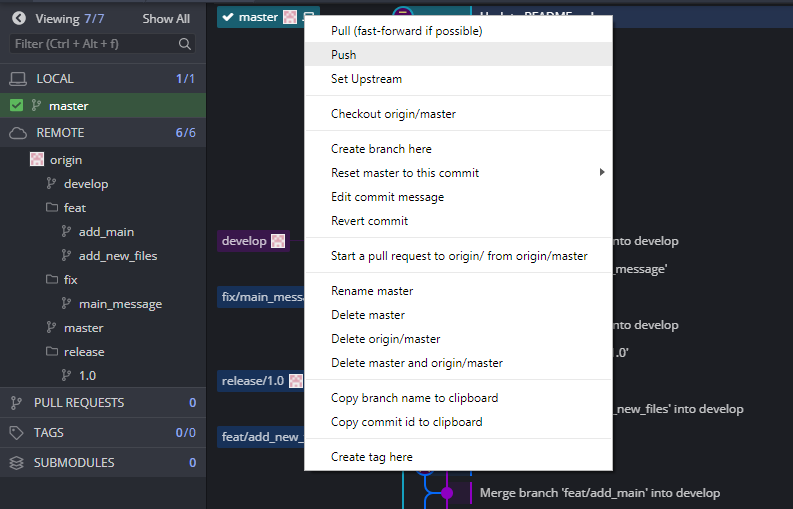 Viewing 7/7 Show All
Filter (Ctrl + Alt + f)
LOCAL 1/1
master
REMOTE 6/6
origin
develop
feat
add_main
add_new_files
fix
main_message
master
release
1.0
PULL REQUESTS 0
TAGS 0/0
SUBMODULES 0
master
Pull (fast-forward if possible)
Push
Set Upstream
Checkout origin/master
Create branch here
Reset master to this commit
Edit commit message
Revert commit
Start a pull request to origin/ from origin/master
Rename master
Delete master
Delete origin/master
Delete master and origin/master
Copy branch name to clipboard
Copy commit id to clipboard
Create tag here
develop
into develop
_message'
fix/main_messa
into develop
.0'
release/1.0
_new_files' into develop
feat/add_new_
Merge branch 'feat/add_main' into develop